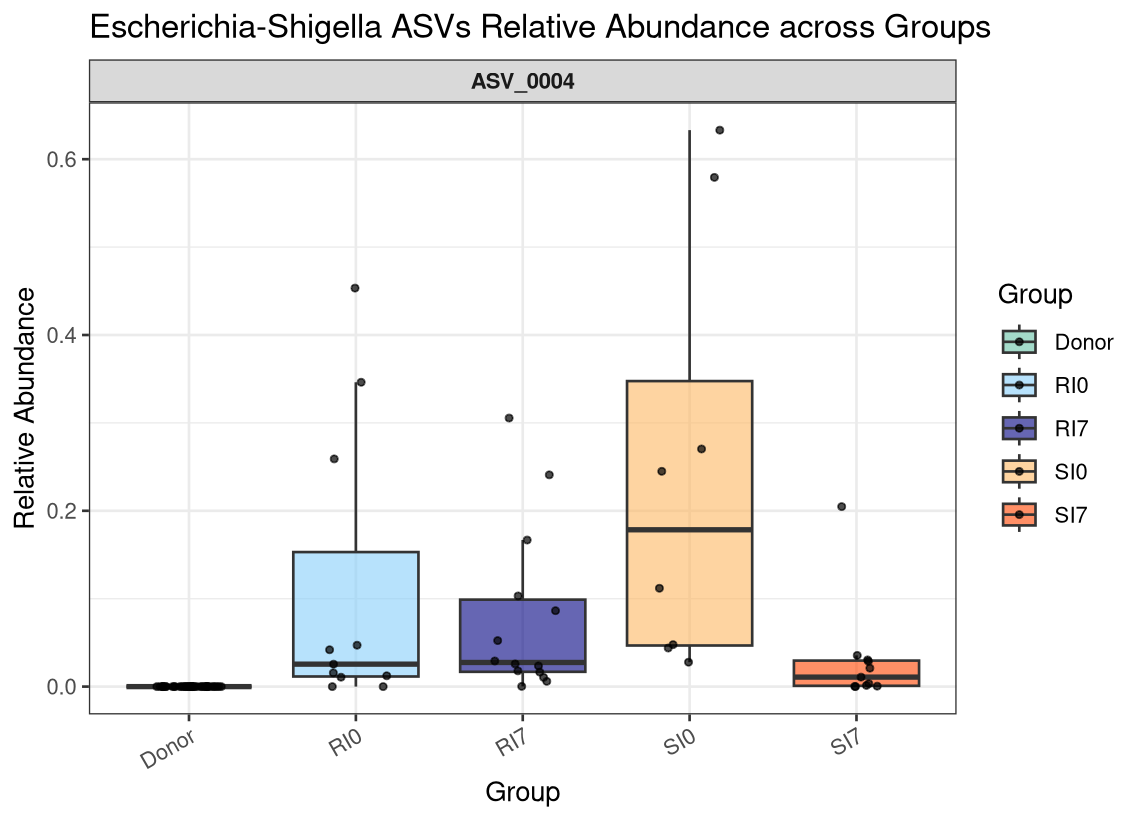 Escherichia-Shigella ASVs Relative Abundance across Groups
ASV_0004
Relative Abundance
0.6
0.4
0.2
0.0
Donor
RI0
RI7
SI0
SI7
Group
Group
Donor
RI0
RI7
SI0
SI7